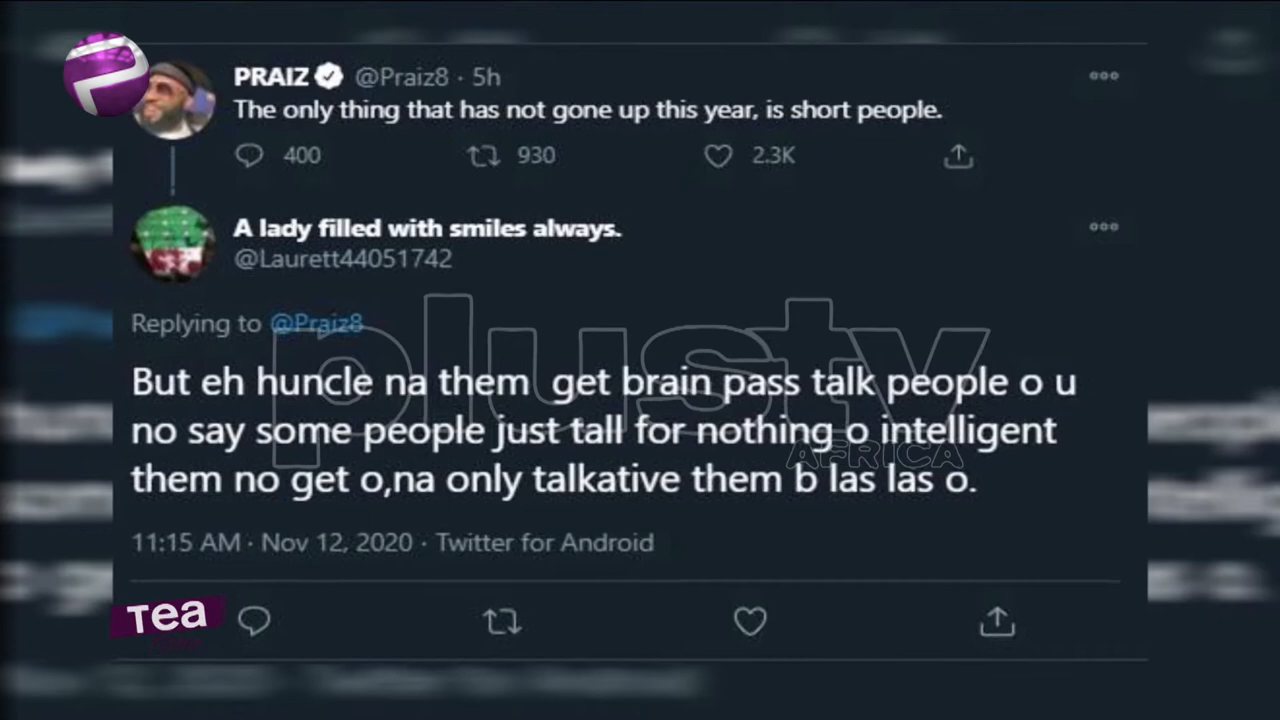 PRAIZ @Praiz8 · 5h
The only thing that has not gone up this year, is short people.
400 930 2.3K
A lady filled with smiles always.
@Laurett44051742
Replying to @Praiz8
plustv
AFRICA
But eh huncle na them get brain pass talk people o u
no say some people just tall for nothing o intelligent
them no get o,na only talkative them b las las o.
11:15 AM · Nov 12, 2020 · Twitter for Android
Tea